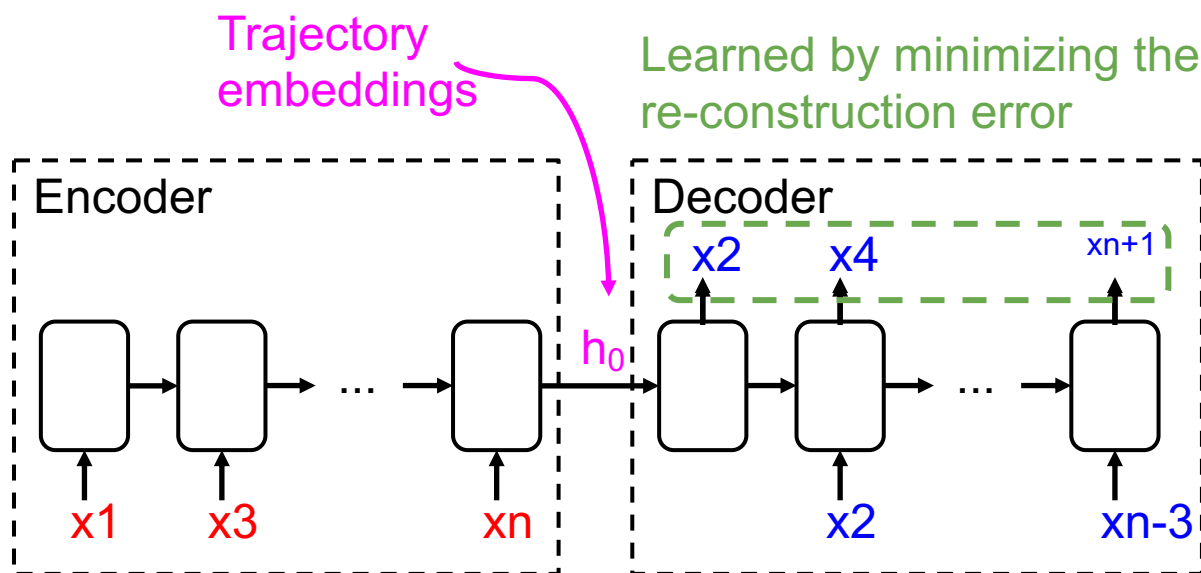 Trajectory
embeddings
Learned by minimizing the
re-construction error
Encoder
Decoder
x2 x4 xn+1
h₀
... ...
x1 x3 xn x2 xn-3